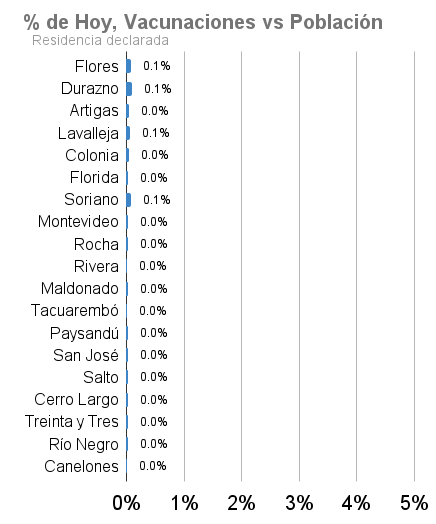 % de Hoy, Vacunaciones vs Población
Residencia declarada
Flores 0.1%
Durazno 0.1%
Artigas 0.0%
Lavalleja 0.1%
Colonia 0.0%
Florida 0.0%
Soriano 0.1%
Montevideo 0.0%
Rocha 0.0%
Rivera 0.0%
Maldonado 0.0%
Tacuarembó 0.0%
Paysandú 0.0%
San José 0.0%
Salto 0.0%
Cerro Largo 0.0%
Treinta y Tres 0.0%
Río Negro 0.0%
Canelones 0.0%
0% 1% 2% 3% 4% 5%